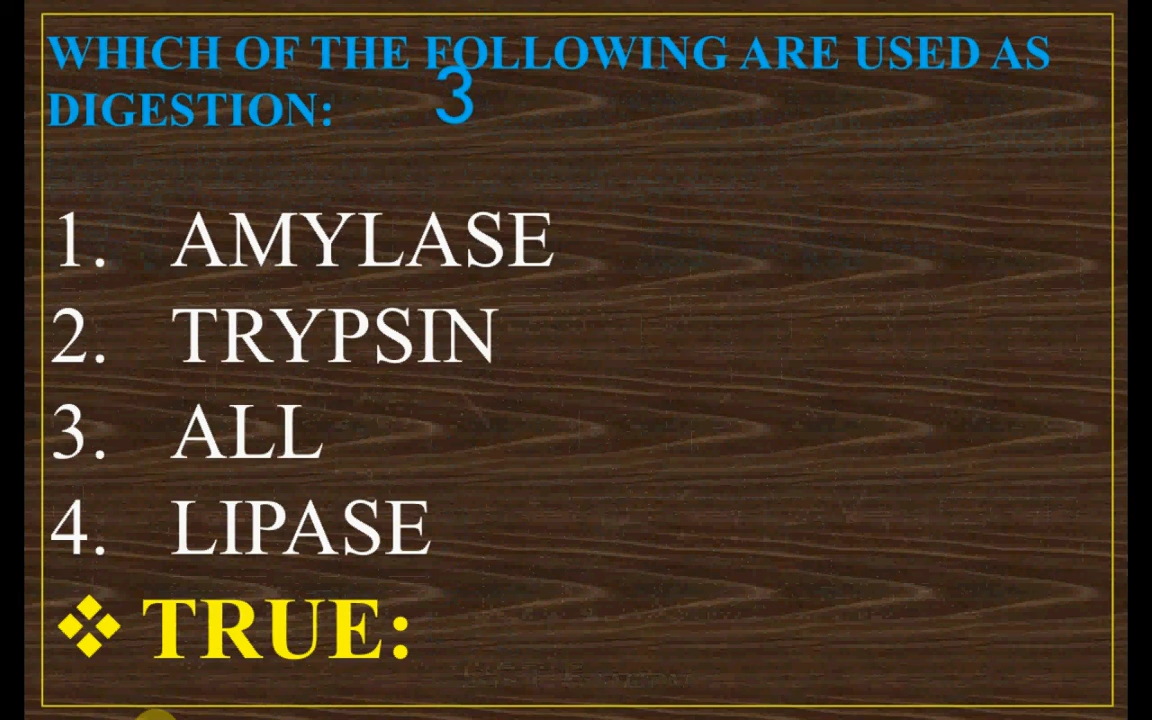 WHICH OF THE FOLLOWING ARE USED AS
DIGESTION:
3
1. AMYLASE
2. TRYPSIN
3. ALL
4. LIPASE
❖ TRUE: